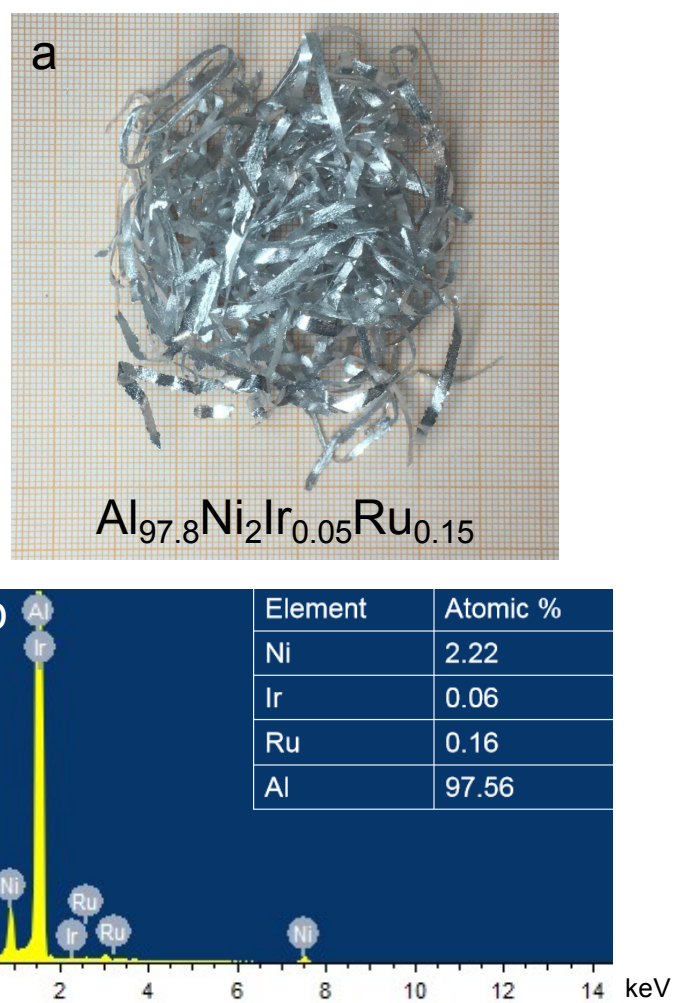 a
Al97.8Ni2Ir0.05Ru0.15
Element Atomic %
Ni 2.22
Ir 0.06
Ru 0.16
Al 97.56
Al
Ir
Ni
Ru
Ir
Ru
Ni
2 4 6 8 10 12 14 keV